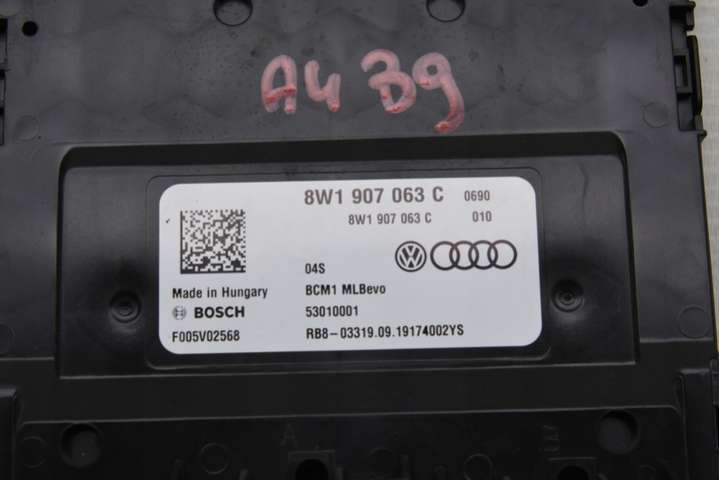 A4 B9
8W1 907 063 C 0690
8W1 907 063 C 010
04S
Made in Hungary BCM1 MLBevo
BOSCH 53010001
F005V02568 RB8-03319.09.19174002YS
A